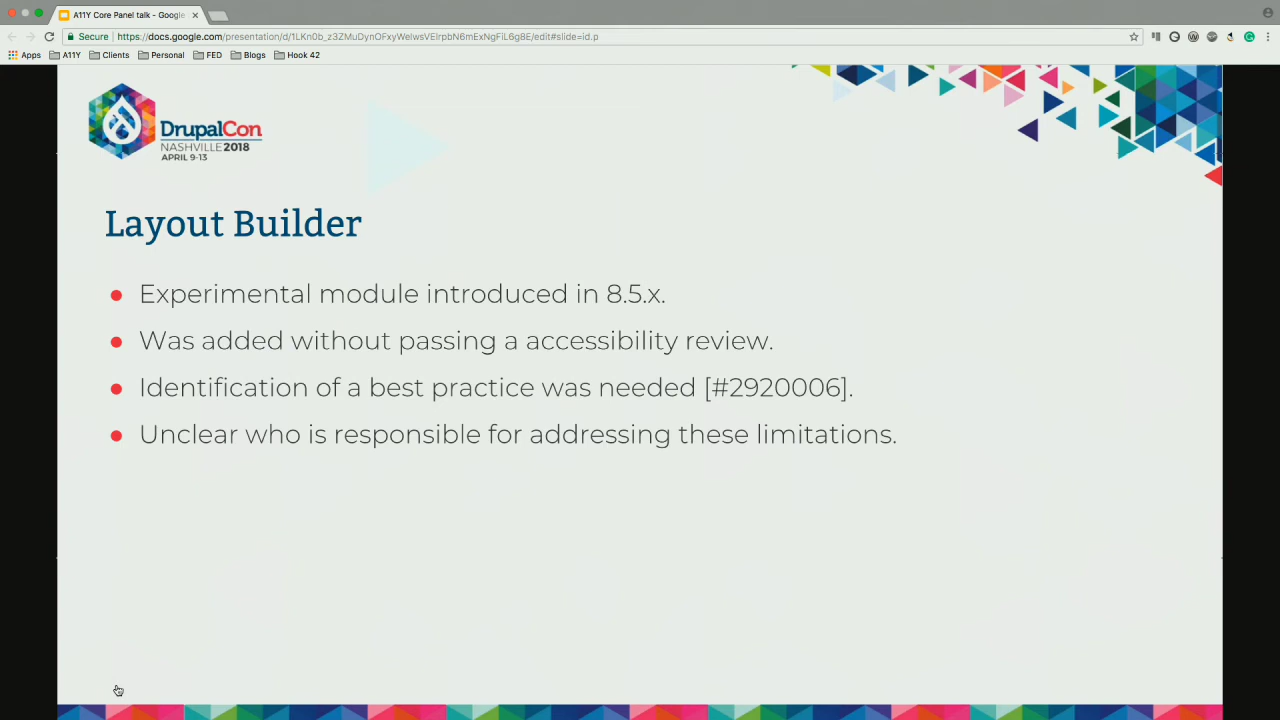 A11Y Core Panel talk - Google
Secure
https://docs.google.com/presentation/d/1LKn0b_z3ZMuDynOFxyWelwsVElrpbN6mExNgFiL6g8E/edit#slide=id.p
Apps A11Y Clients Personal FED Blogs Hook 42
DrupalCon
NASHVILLE 2018
APRIL 9-13
Layout Builder
Experimental module introduced in 8.5.x.
Was added without passing a accessibility review.
Identification of a best practice was needed [#2920006].
Unclear who is responsible for addressing these limitations.